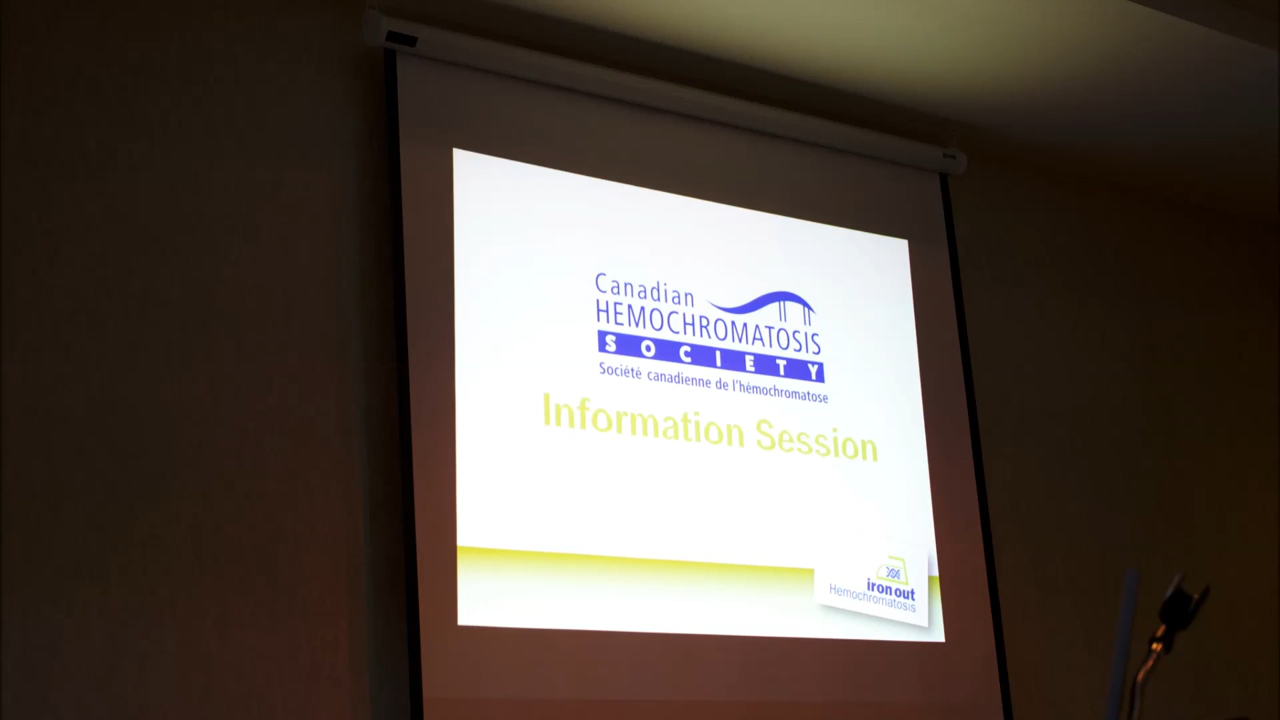 Canadian
HEMOCHROMATOSIS
SOCIETY
Société canadienne de l'hémochromatose
Information Session
iron out
Hemochromatosis